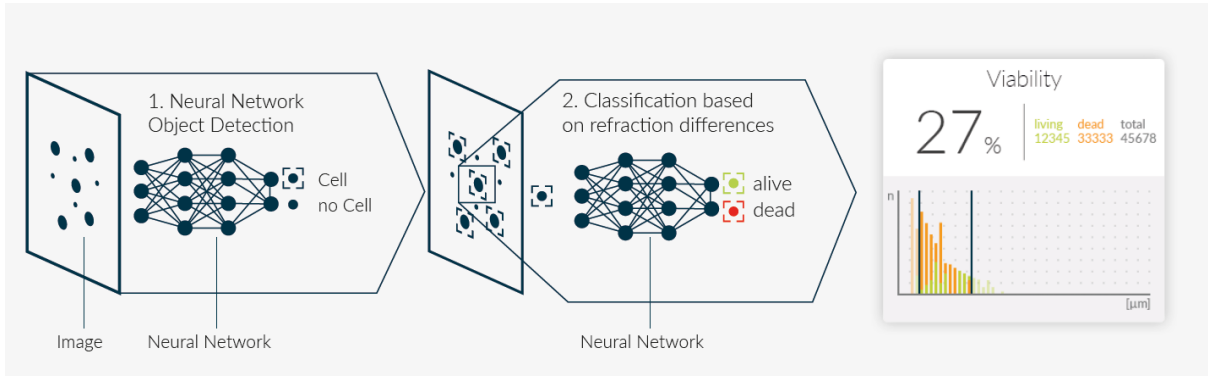 1. Neural Network
Object Detection
Cell
no Cell
Image
Neural Network
2. Classification based
on refraction differences
alive
dead
Neural Network
Viability
27%
living dead total
12345 33333 45678
n
[μm]